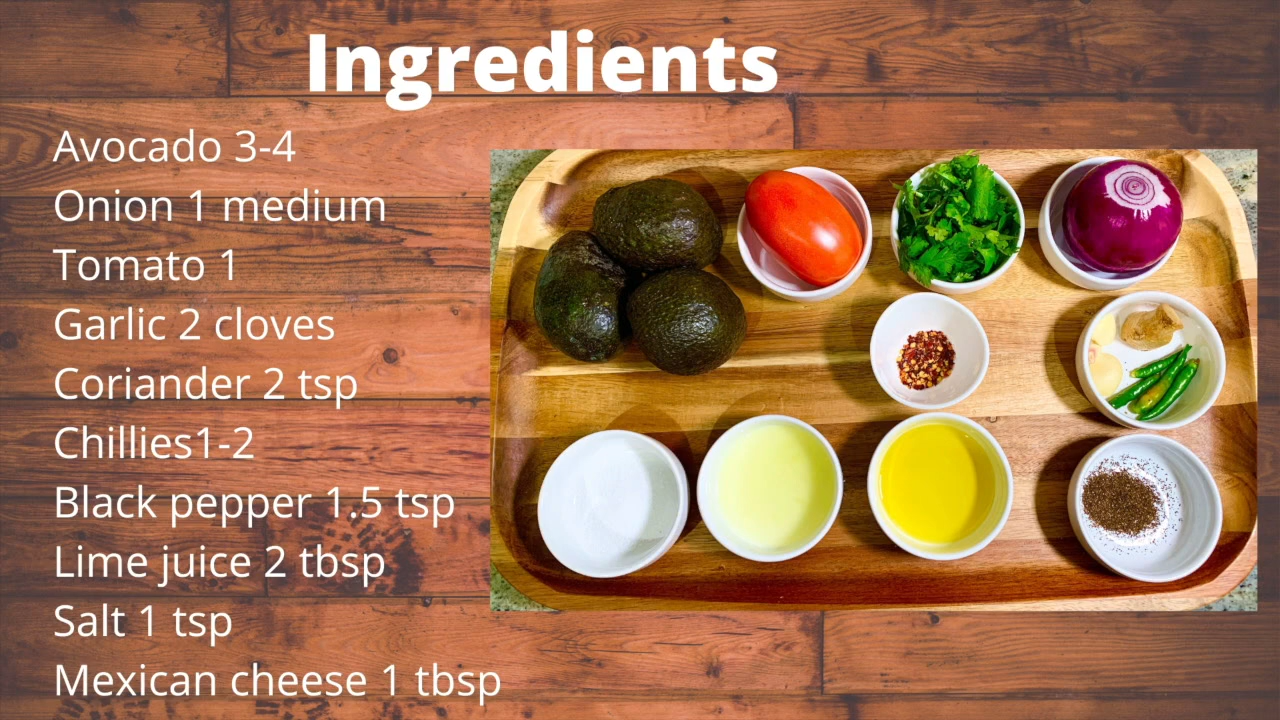 Ingredients
Avocado 3-4
Onion 1 medium
Tomato 1
Garlic 2 cloves
Coriander 2 tsp
Chillies1-2
Black pepper 1.5 tsp
Lime juice 2 tbsp
Salt 1 tsp
Mexican cheese 1 tbsp